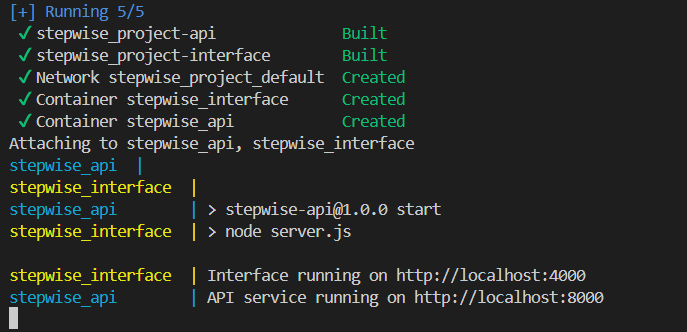 [+] Running 5/5
✓ stepwise_project-api Built
✓ stepwise_project-interface Built
✓ Network stepwise_project_default Created
✓ Container stepwise_interface Created
✓ Container stepwise_api Created
Attaching to stepwise_api, stepwise_interface
stepwise_api |
stepwise_interface |
stepwise_api | > stepwise-api@1.0.0 start
stepwise_interface | > node server.js
stepwise_interface | Interface running on http://localhost:4000
stepwise_api | API service running on http://localhost:8000